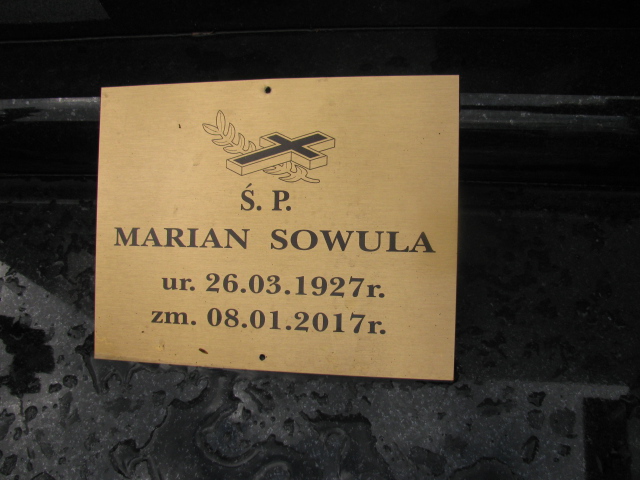 Ś. P.
MARIAN SOWULA
ur. 26.03.1927r.
zm. 08.01.2017r.